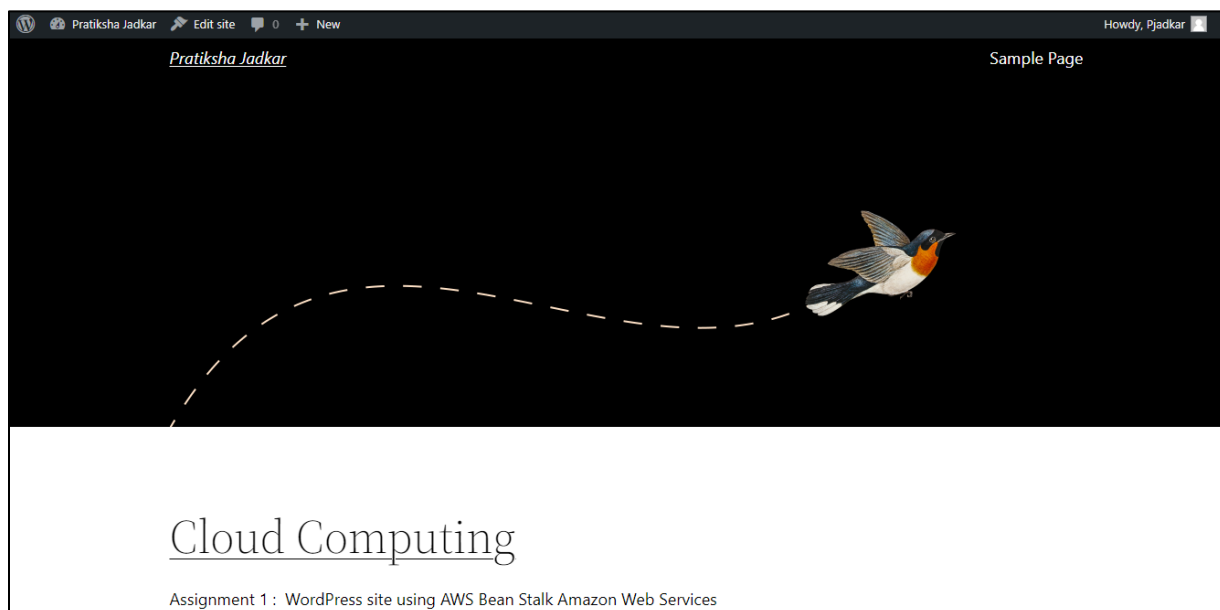 Pratiksha Jadkar Edit site 0 New Howdy, Pjadkar
Pratiksha Jadkar Sample Page
Cloud Computing
Assignment 1 : WordPress site using AWS Bean Stalk Amazon Web Services